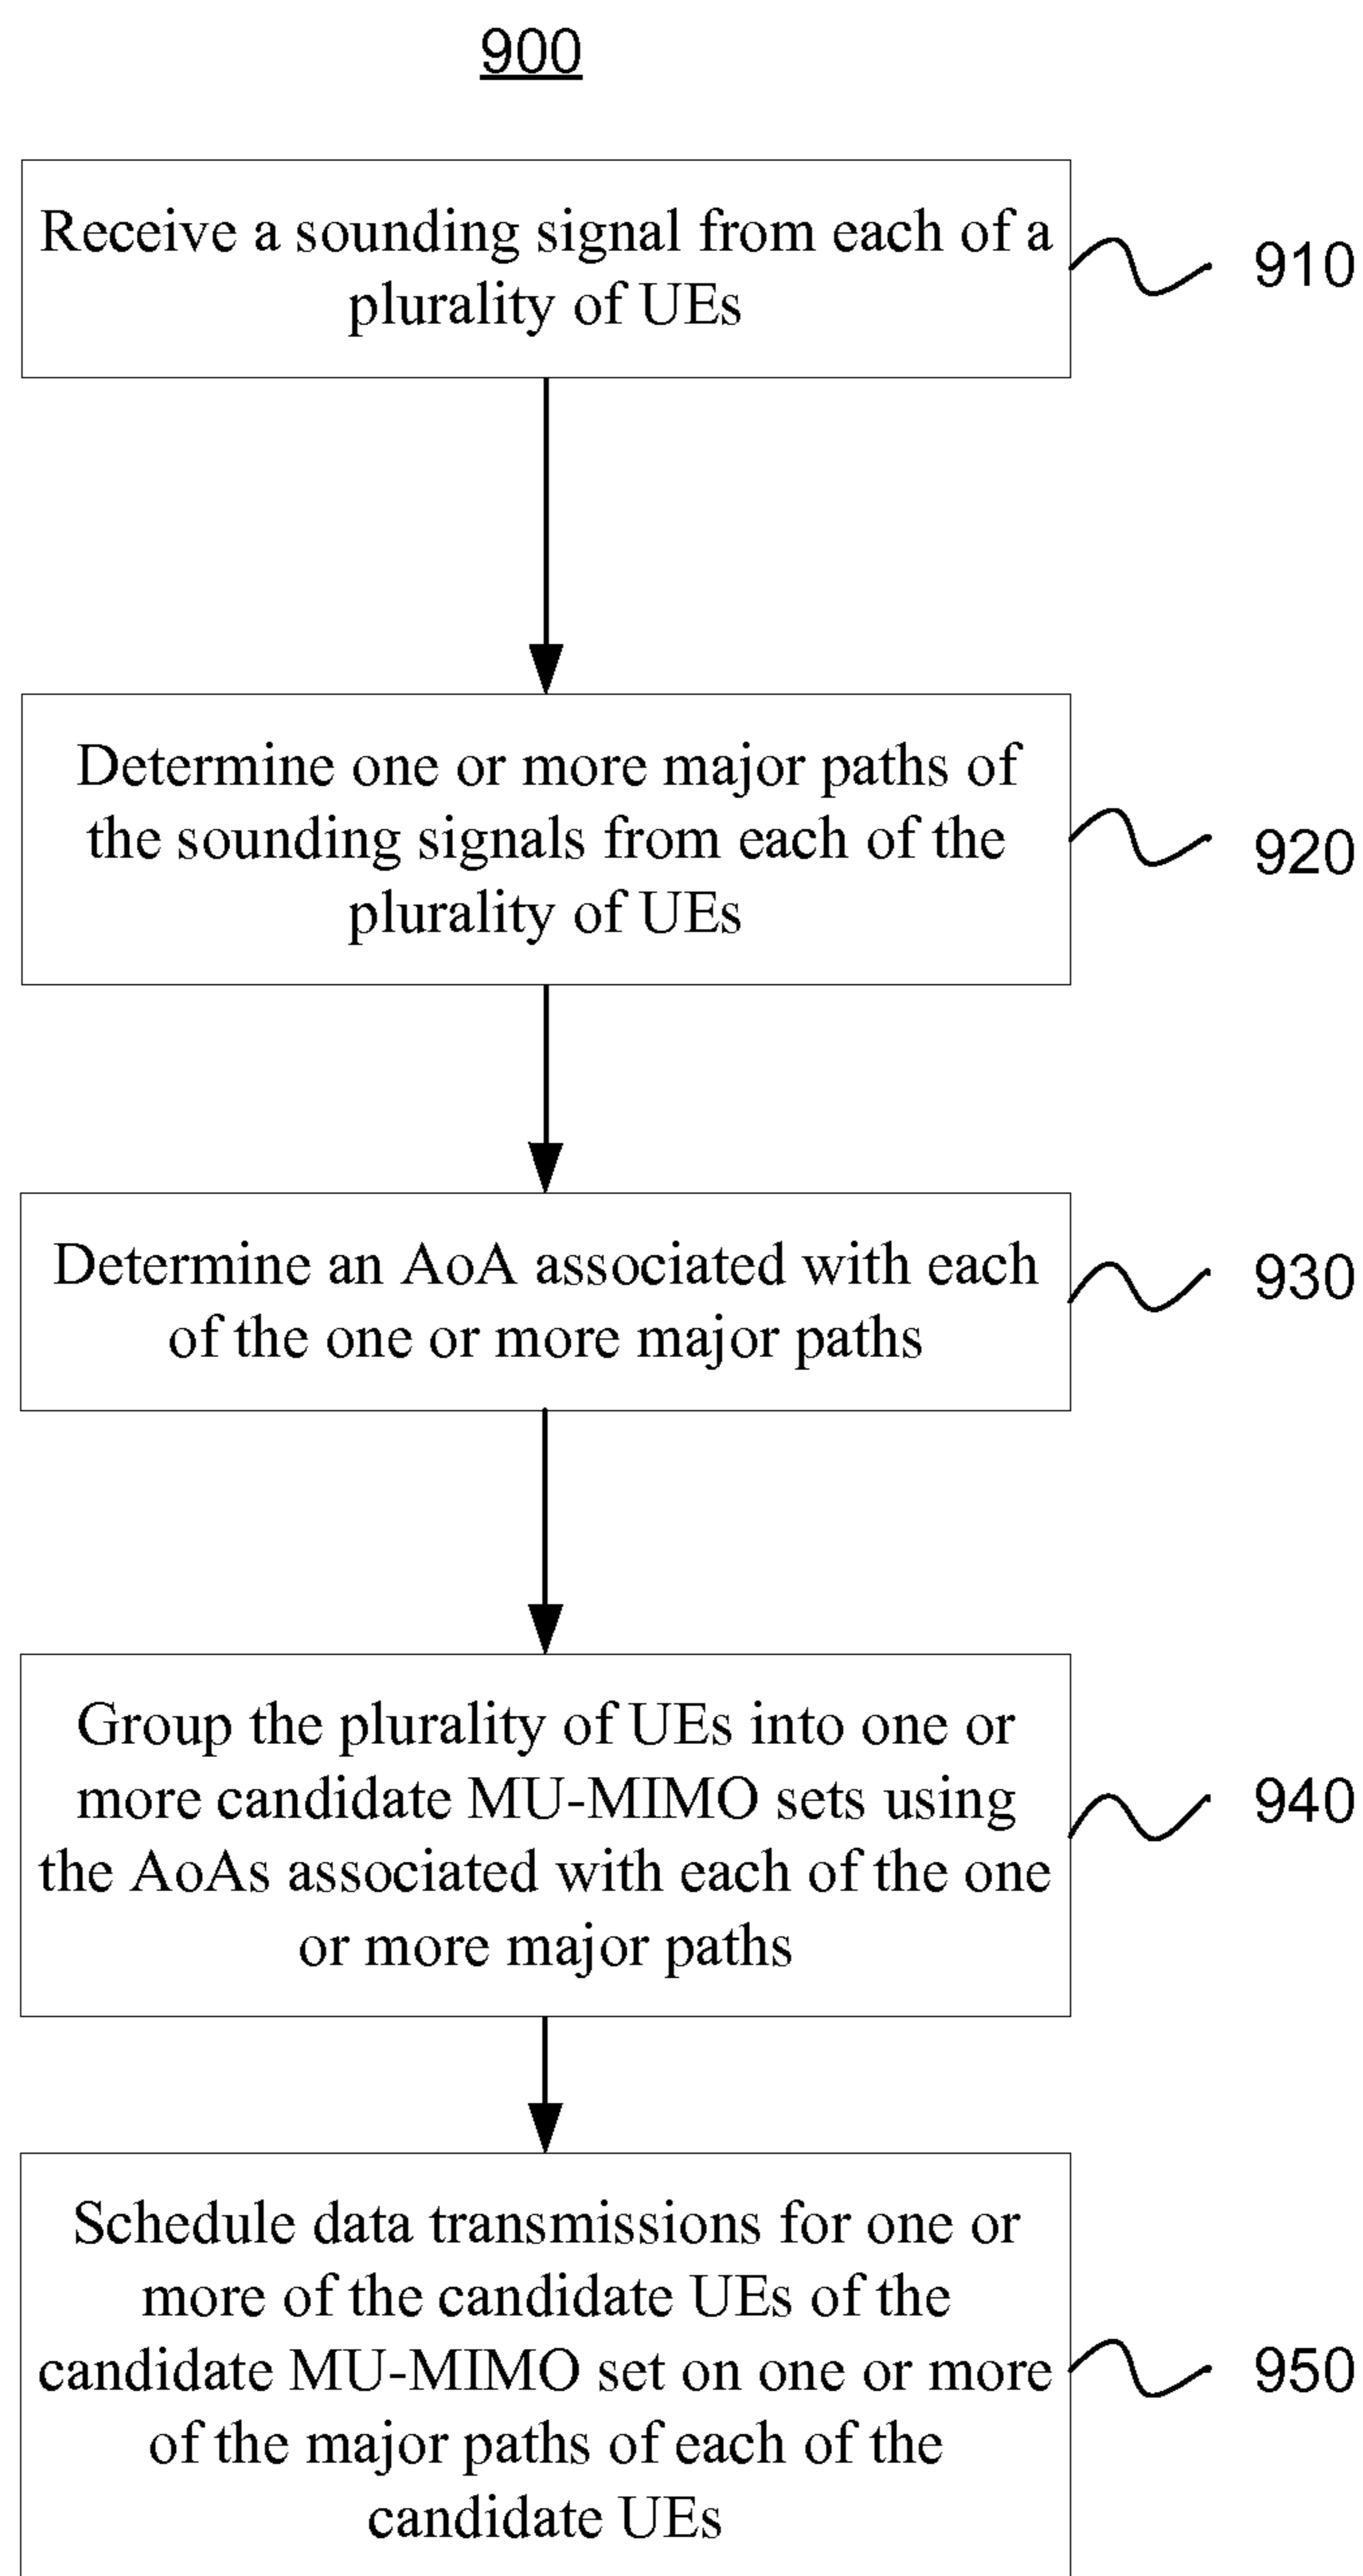 900
Receive a sounding signal from each of a
plurality of UEs
910
Determine one or more major paths of
the sounding signals from each of the
plurality of UEs
920
Determine an AoA associated with each
of the one or more major paths
930
Group the plurality of UEs into one or
more candidate MU-MIMO sets using
the AoAs associated with each of the one
or more major paths
940
Schedule data transmissions for one or
more of the candidate UEs of the
candidate MU-MIMO set on one or more
of the major paths of each of the
candidate UEs
950